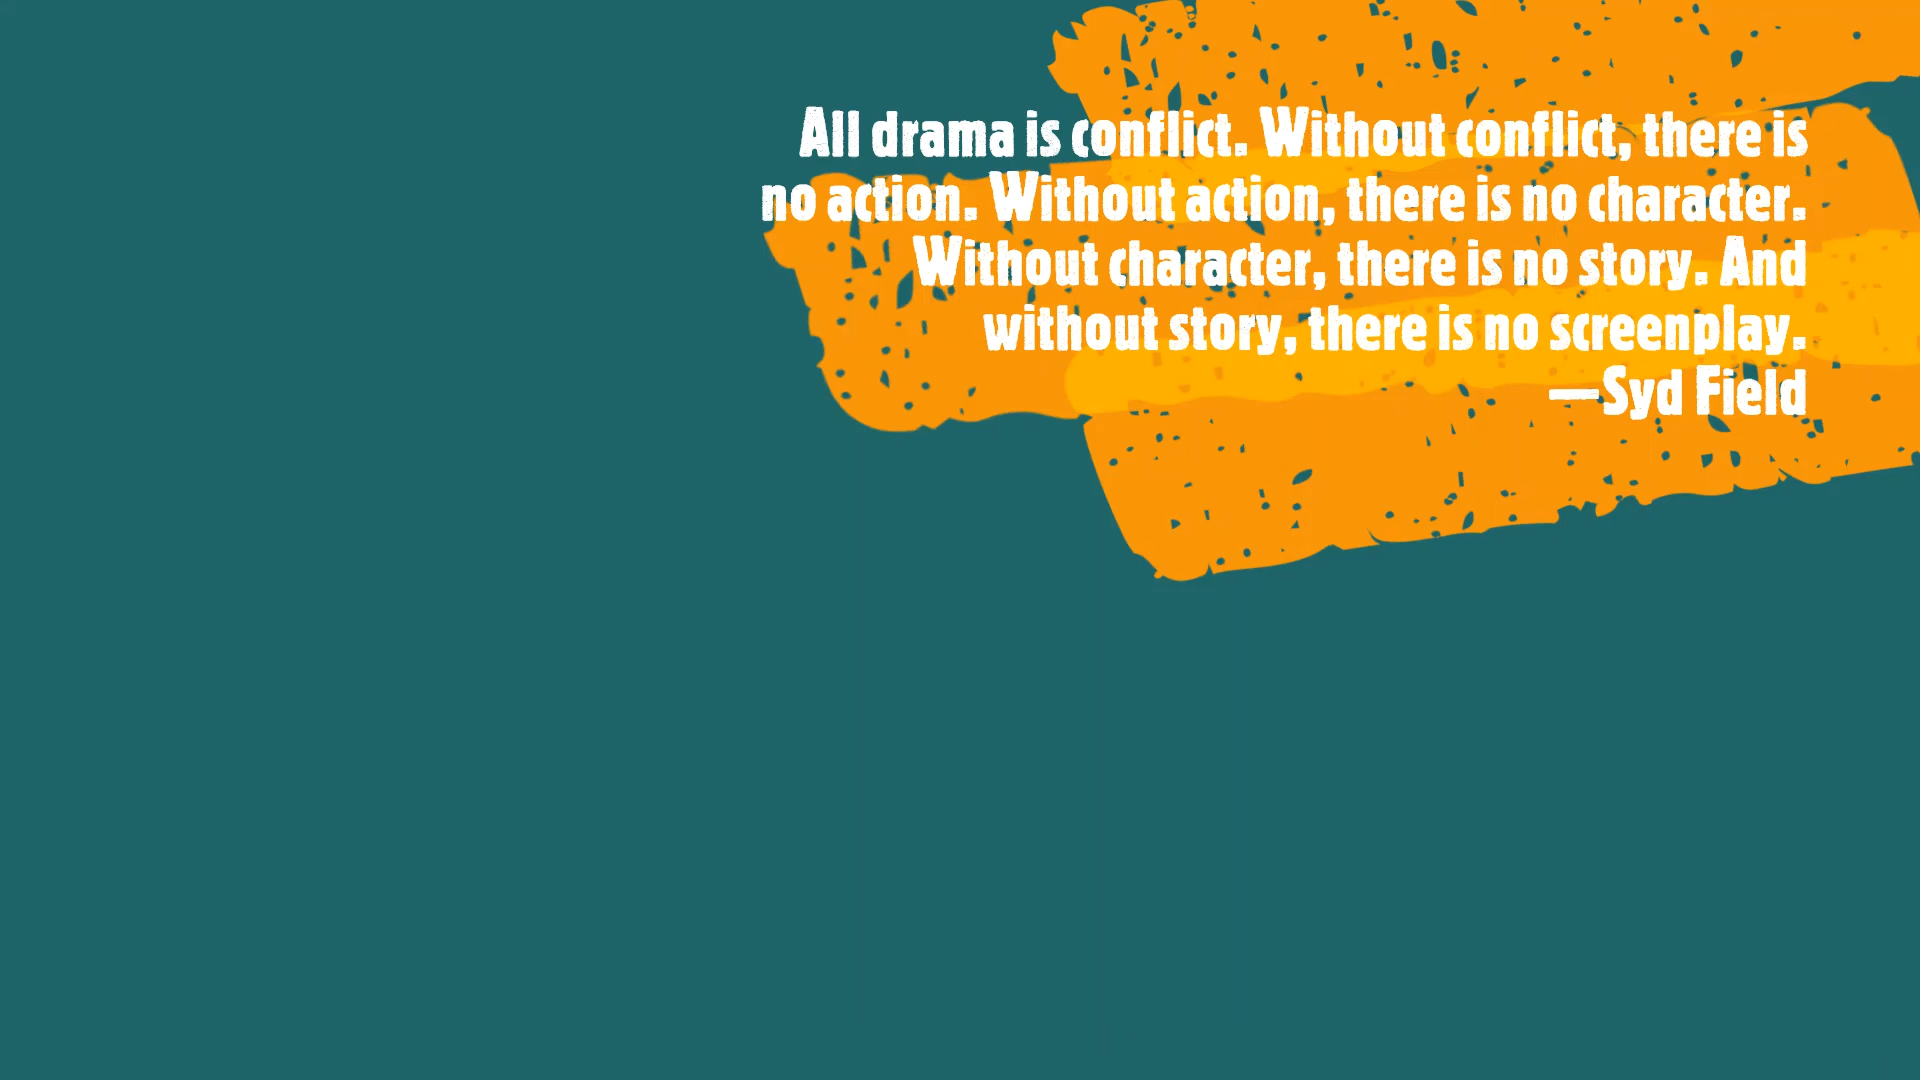 All drama is conflict. Without conflict, there is
no action. Without action, there is no character.
Without character, there is no story. And
without story, there is no screenplay.
—Syd Field